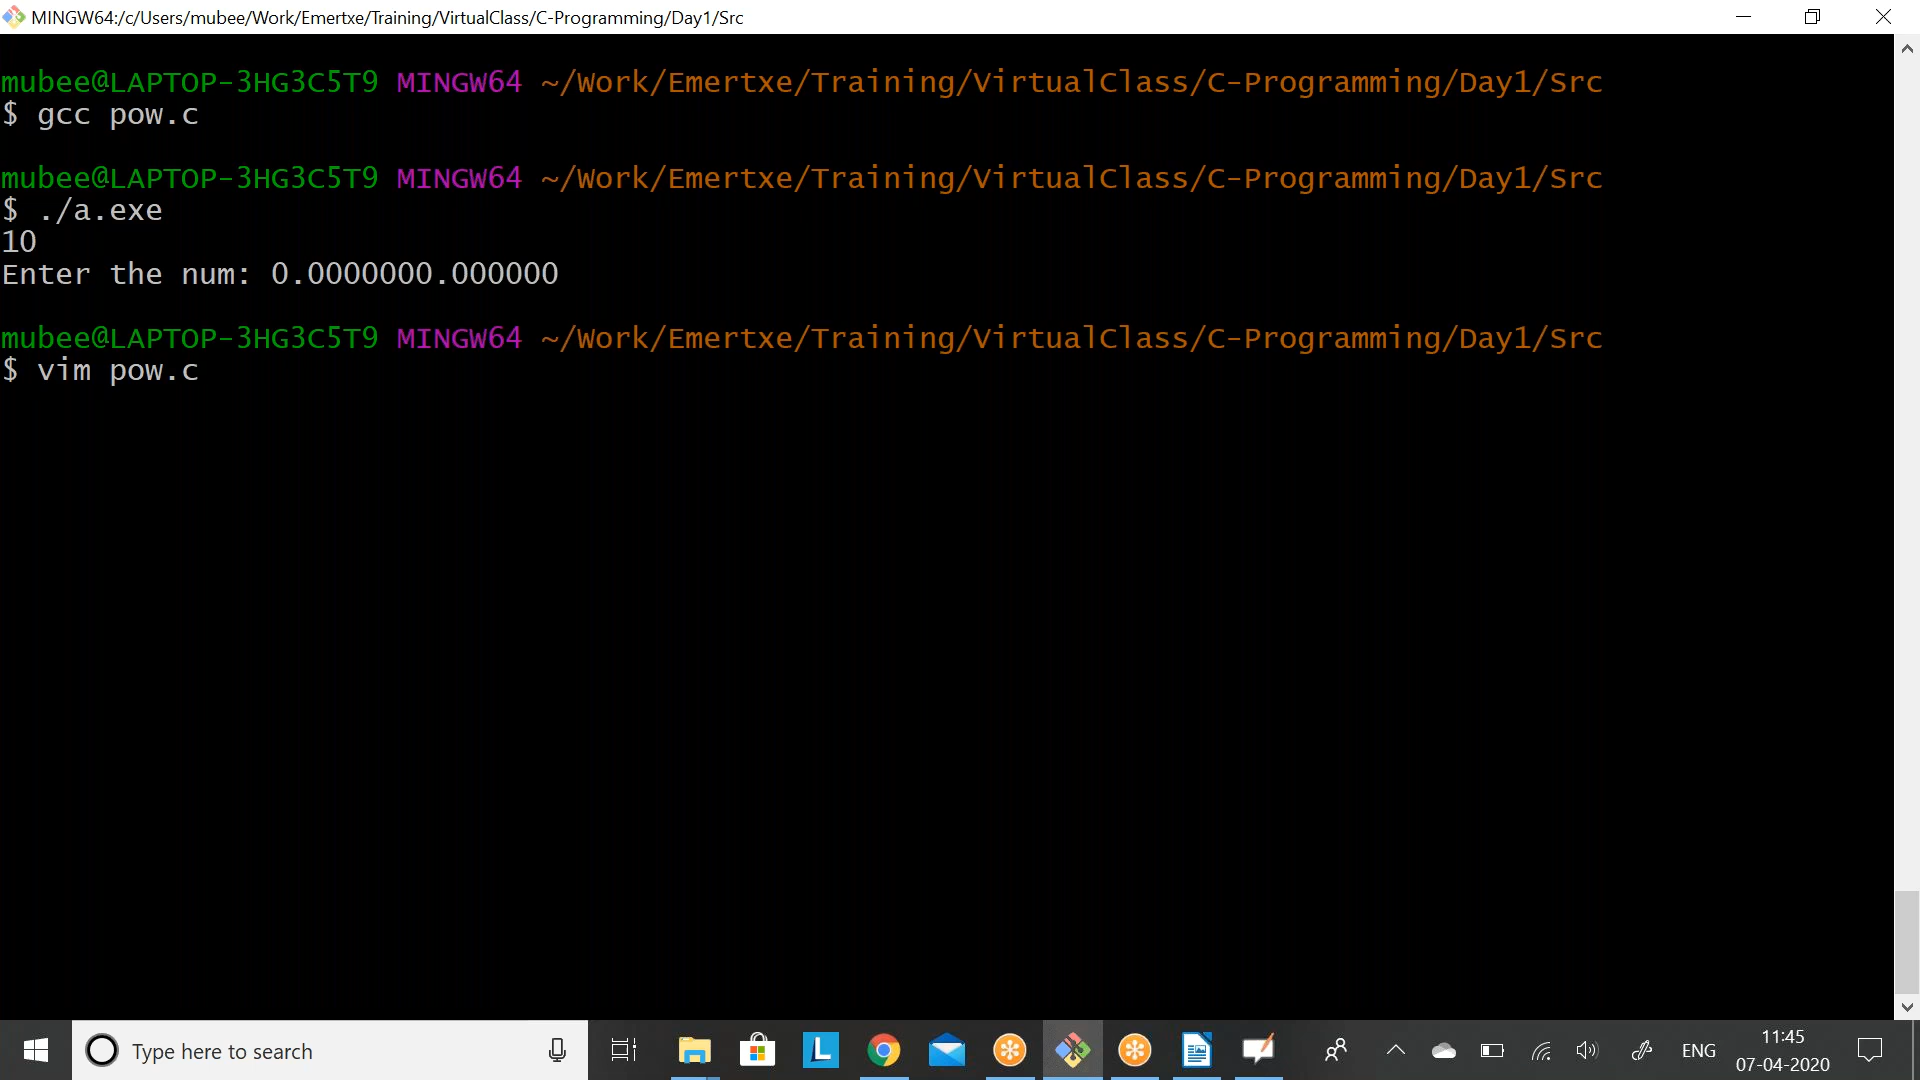 MINGW64:/c/Users/mubee/Work/Emertxe/Training/VirtualClass/C-Programming/Day1/Src
mubee@LAPTOP-3HG3C5T9 MINGW64 ~/Work/Emertxe/Training/VirtualClass/C-Programming/Day1/Src
$ gcc pow.c
mubee@LAPTOP-3HG3C5T9 MINGW64 ~/Work/Emertxe/Training/VirtualClass/C-Programming/Day1/Src
$ ./a.exe
10
Enter the num: 0.0000000.000000
mubee@LAPTOP-3HG3C5T9 MINGW64 ~/Work/Emertxe/Training/VirtualClass/C-Programming/Day1/Src
$ vim pow.c
Type here to search
L
ENG
11:45
07-04-2020